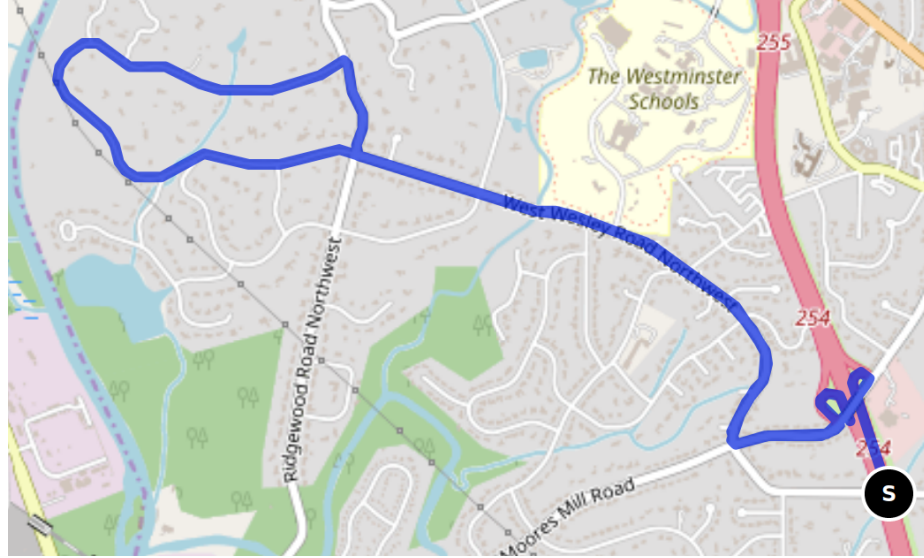 255
The Westminster
Schools
West Wesley Road Northwest
Ridgewood Road Northwest
254
254
S
Moores Mill Road